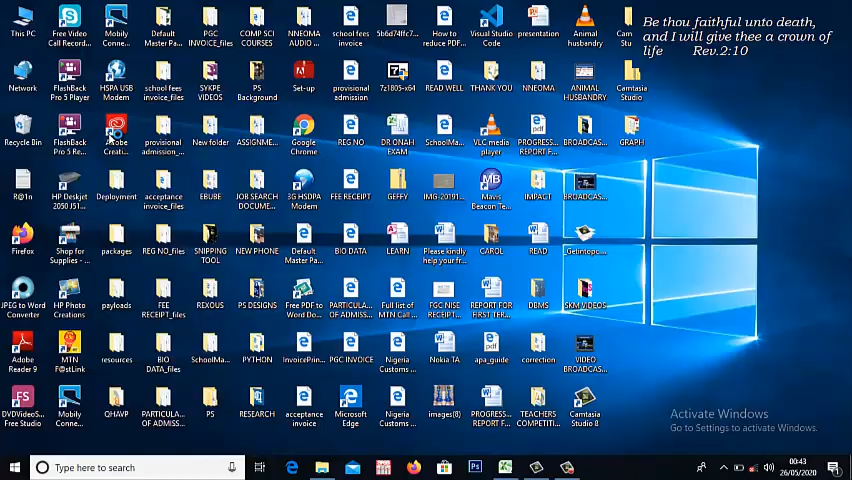 Be thou faithful unto death,
and I will give thee a crown of
life Rev.2:10
This PC
Free Video
Call Record...
Mobily
Conne...
Default
Master Pa...
PGC
INVOICE_files
COMP SCI
COURSES
NNEOMA
AUDIO ...
school fees
invoice
5b6d74ffc7...
How to
reduce PDF...
Visual Studio
Code
presentation
Animal
husbandry
Cam
Stu
Network
FlashBack
Pro 5 Player
HSPA USB
Modem
school fees
invoice_files
SYKPE
VIDEOS
PS
Background
Set-up
provisional
admission
7z1805-x64
READ WELL
THANK YOU
NNEOMA
ANIMAL
HUSBANDRY
Camtasia
Studio
Recycle Bin
FlashBack
Pro 5 Re...
Adobe
Creati...
provisional
admission_...
New folder
ASSIGNME...
Google
Chrome
REG NO
DR ONAH
EXAM
SchoolMa...
VLC media
player
PROGRESS
REPORT F...
BROADCAS...
GRAPH
R@1n
HP Deskjet
2050 J51...
Deployment
acceptance
invoice_files
EBUBE
JOB SEARCH
DOCUME...
3G HSDPA
Modem
FEE RECEIPT
GEFFY
IMG-20191...
Mavis
Beacon Te...
IMPACT
BROADCAS...
Firefox
Shop for
Supplies - ...
packages
REG NO_files
SNIPPING
TOOL
NEW PHONE
Default
Master Pa...
BIO DATA
LEARN
Please kindly
help your fr...
CAROL
READ
_Getintopc...
JPEG to Word
Converter
HP Photo
Creations
payloads
FEE
RECEIPT_files
REXOUS
PS DESIGNS
Free PDF to
Word Do...
PARTICULA...
OF ADMISS...
Full list of
MTN Call ...
FGC NISE
RECEIPT...
REPORT FOR
FIRST TER...
DBMS
SKM VIDEOS
Adobe
Reader 9
MTN
F@stLink
resources
BIO
DATA_files
SchoolMa...
PYTHON
InvoicePrin...
PGC INVOICE
Nigeria
Customs ...
Nokia TA
apa_guide
correction
VIDEO
BROADCAS...
DVDVideoS...
Free Studio
Mobily
Conne...
QHAVP
PARTICULA...
OF ADMISS...
PS
RESEARCH
acceptance
invoice
Microsoft
Edge
Nigeria
Customs ...
images(8)
PROGRESS
REPORT F...
TEACHERS
COMPETITI...
Camtasia
Studio 8
Activate Windows
Go to Settings to activate Windows.
Type here to search
00:43
26/05/2020